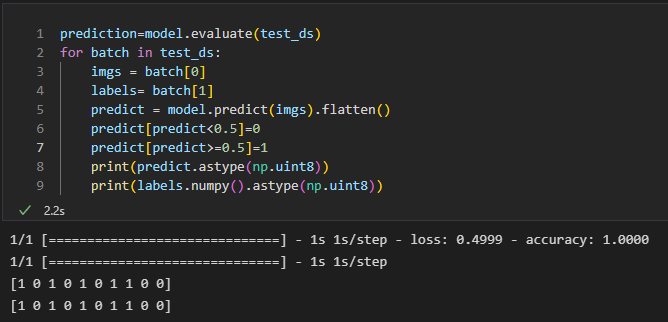 1 prediction=model.evaluate(test_ds)
2 for batch in test_ds:
3     imgs = batch[0]
4     labels= batch[1]
5     predict = model.predict(imgs).flatten()
6     predict[predict<0.5]=0
7     predict[predict>=0.5]=1
8     print(predict.astype(np.uint8))
9     print(labels.numpy().astype(np.uint8))
✓ 2.2s
1/1 [==============================] - 1s 1s/step - loss: 0.4999 - accuracy: 1.0000
1/1 [==============================] - 1s 1s/step
[1 0 1 0 1 0 1 1 0 0]
[1 0 1 0 1 0 1 1 0 0]